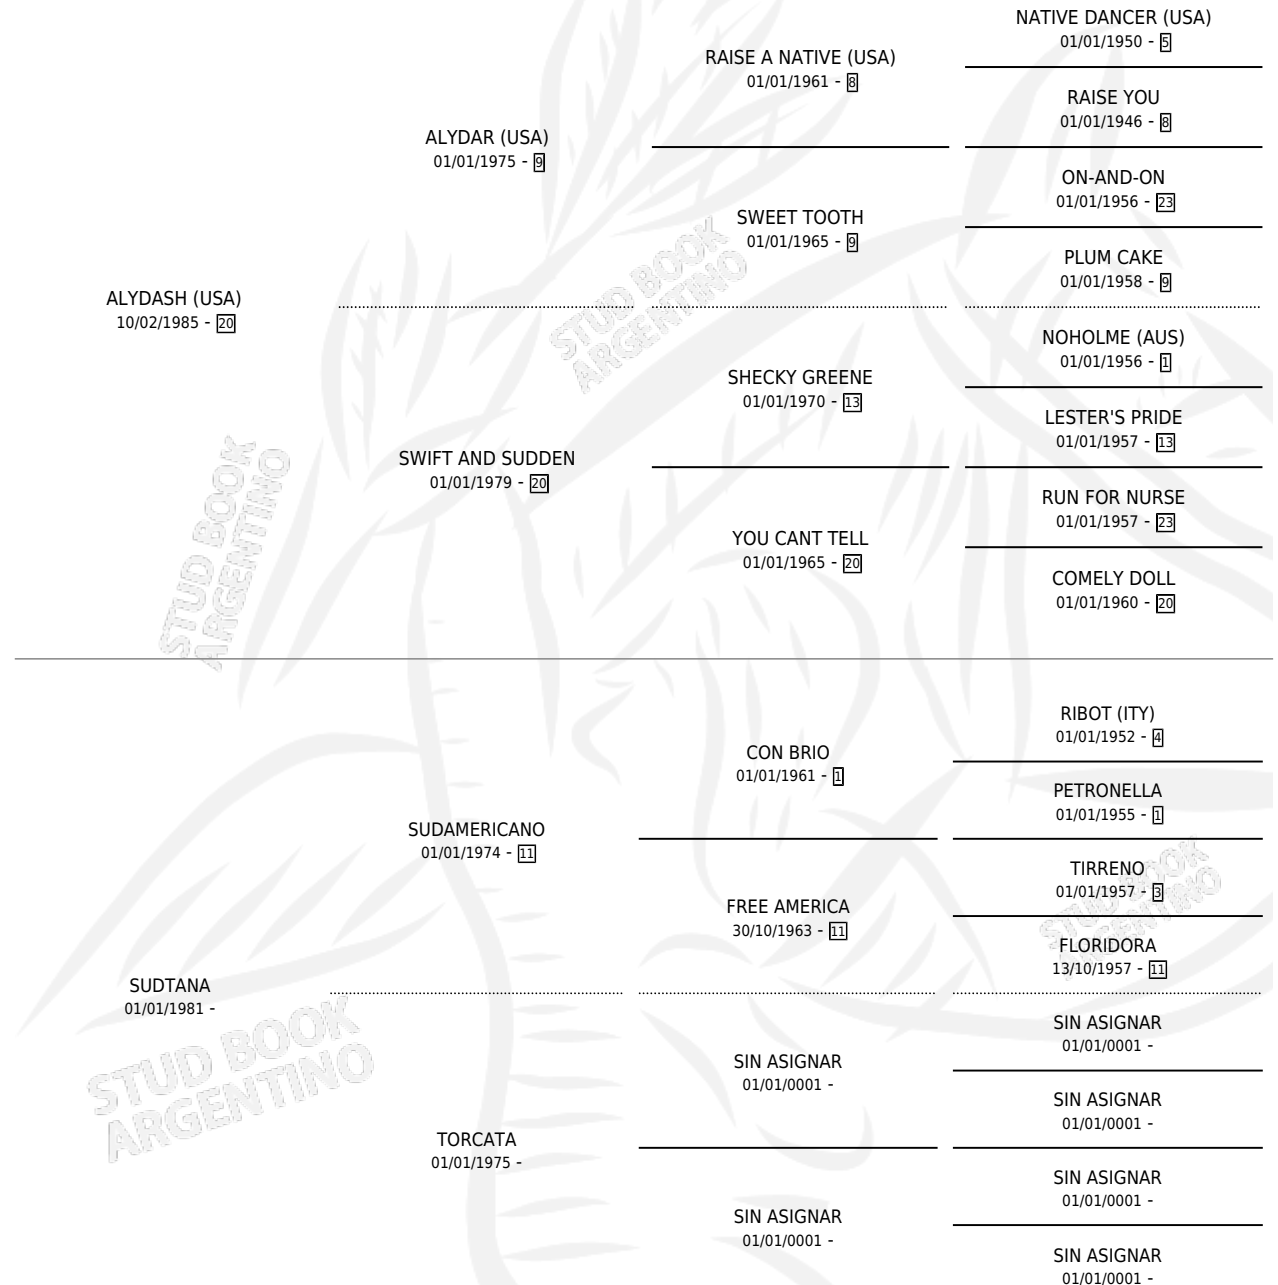 NATIVE DANCER (USA)
01/01/1950 - 5
RAISE A NATIVE (USA)
01/01/1961 - 8
RAISE YOU
01/01/1946 - 8
ALYDAR (USA)
01/01/1975 - 9
ON-AND-ON
01/01/1956 - 23
SWEET TOOTH
01/01/1965 - 9
PLUM CAKE
01/01/1958 - 9
ALYDASH (USA)
10/02/1985 - 20
NOHOLME (AUS)
01/01/1956 - 1
SHECKY GREENE
01/01/1970 - 13
LESTER'S PRIDE
01/01/1957 - 13
SWIFT AND SUDDEN
01/01/1979 - 20
RUN FOR NURSE
01/01/1957 - 23
YOU CANT TELL
01/01/1965 - 20
COMELY DOLL
01/01/1960 - 20
RIBOT (ITY)
01/01/1952 - 4
CON BRIO
01/01/1961 - 1
PETRONELLA
01/01/1955 - 1
SUDAMERICANO
01/01/1974 - 11
TIRRENO
01/01/1957 - 3
FREE AMERICA
30/10/1963 - 11
FLORIDORA
13/10/1957 - 11
SUDTANA
01/01/1981 -
SIN ASIGNAR
01/01/0001 -
SIN ASIGNAR
01/01/0001 -
SIN ASIGNAR
01/01/0001 -
TORCATA
01/01/1975 -
SIN ASIGNAR
01/01/0001 -
SIN ASIGNAR
01/01/0001 -
SIN ASIGNAR
01/01/0001 -
STUD BOOK
ARGENTINO
STUD BOOK
ARGENTINO
STUD BOOK
ARGENTINO
STUD BOOK
ARGENTINO